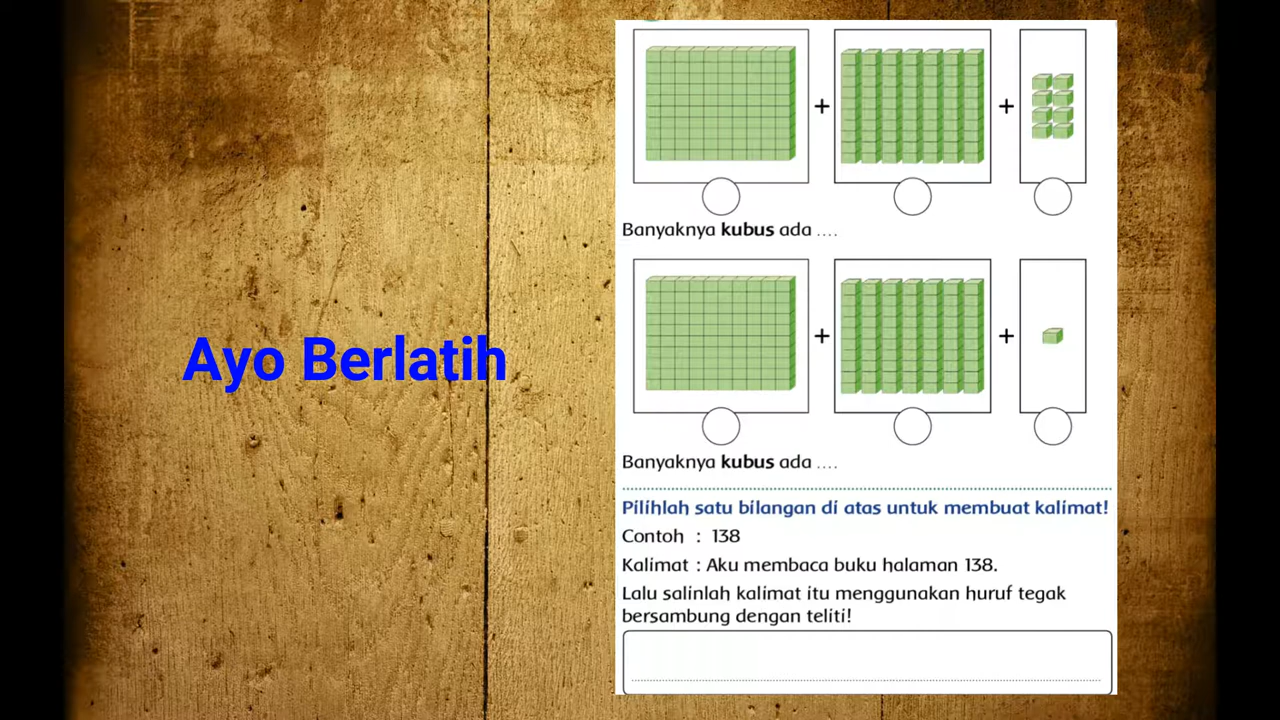 Ayo Berlatih
+ +
Banyaknya kubus ada ....
+ +
Banyaknya kubus ada ....
Pilihlah satu bilangan di atas untuk membuat kalimat!
Contoh : 138
Kalimat : Aku membaca buku halaman 138.
Lalu salinlah kalimat itu menggunakan huruf tegak
bersambung dengan teliti!